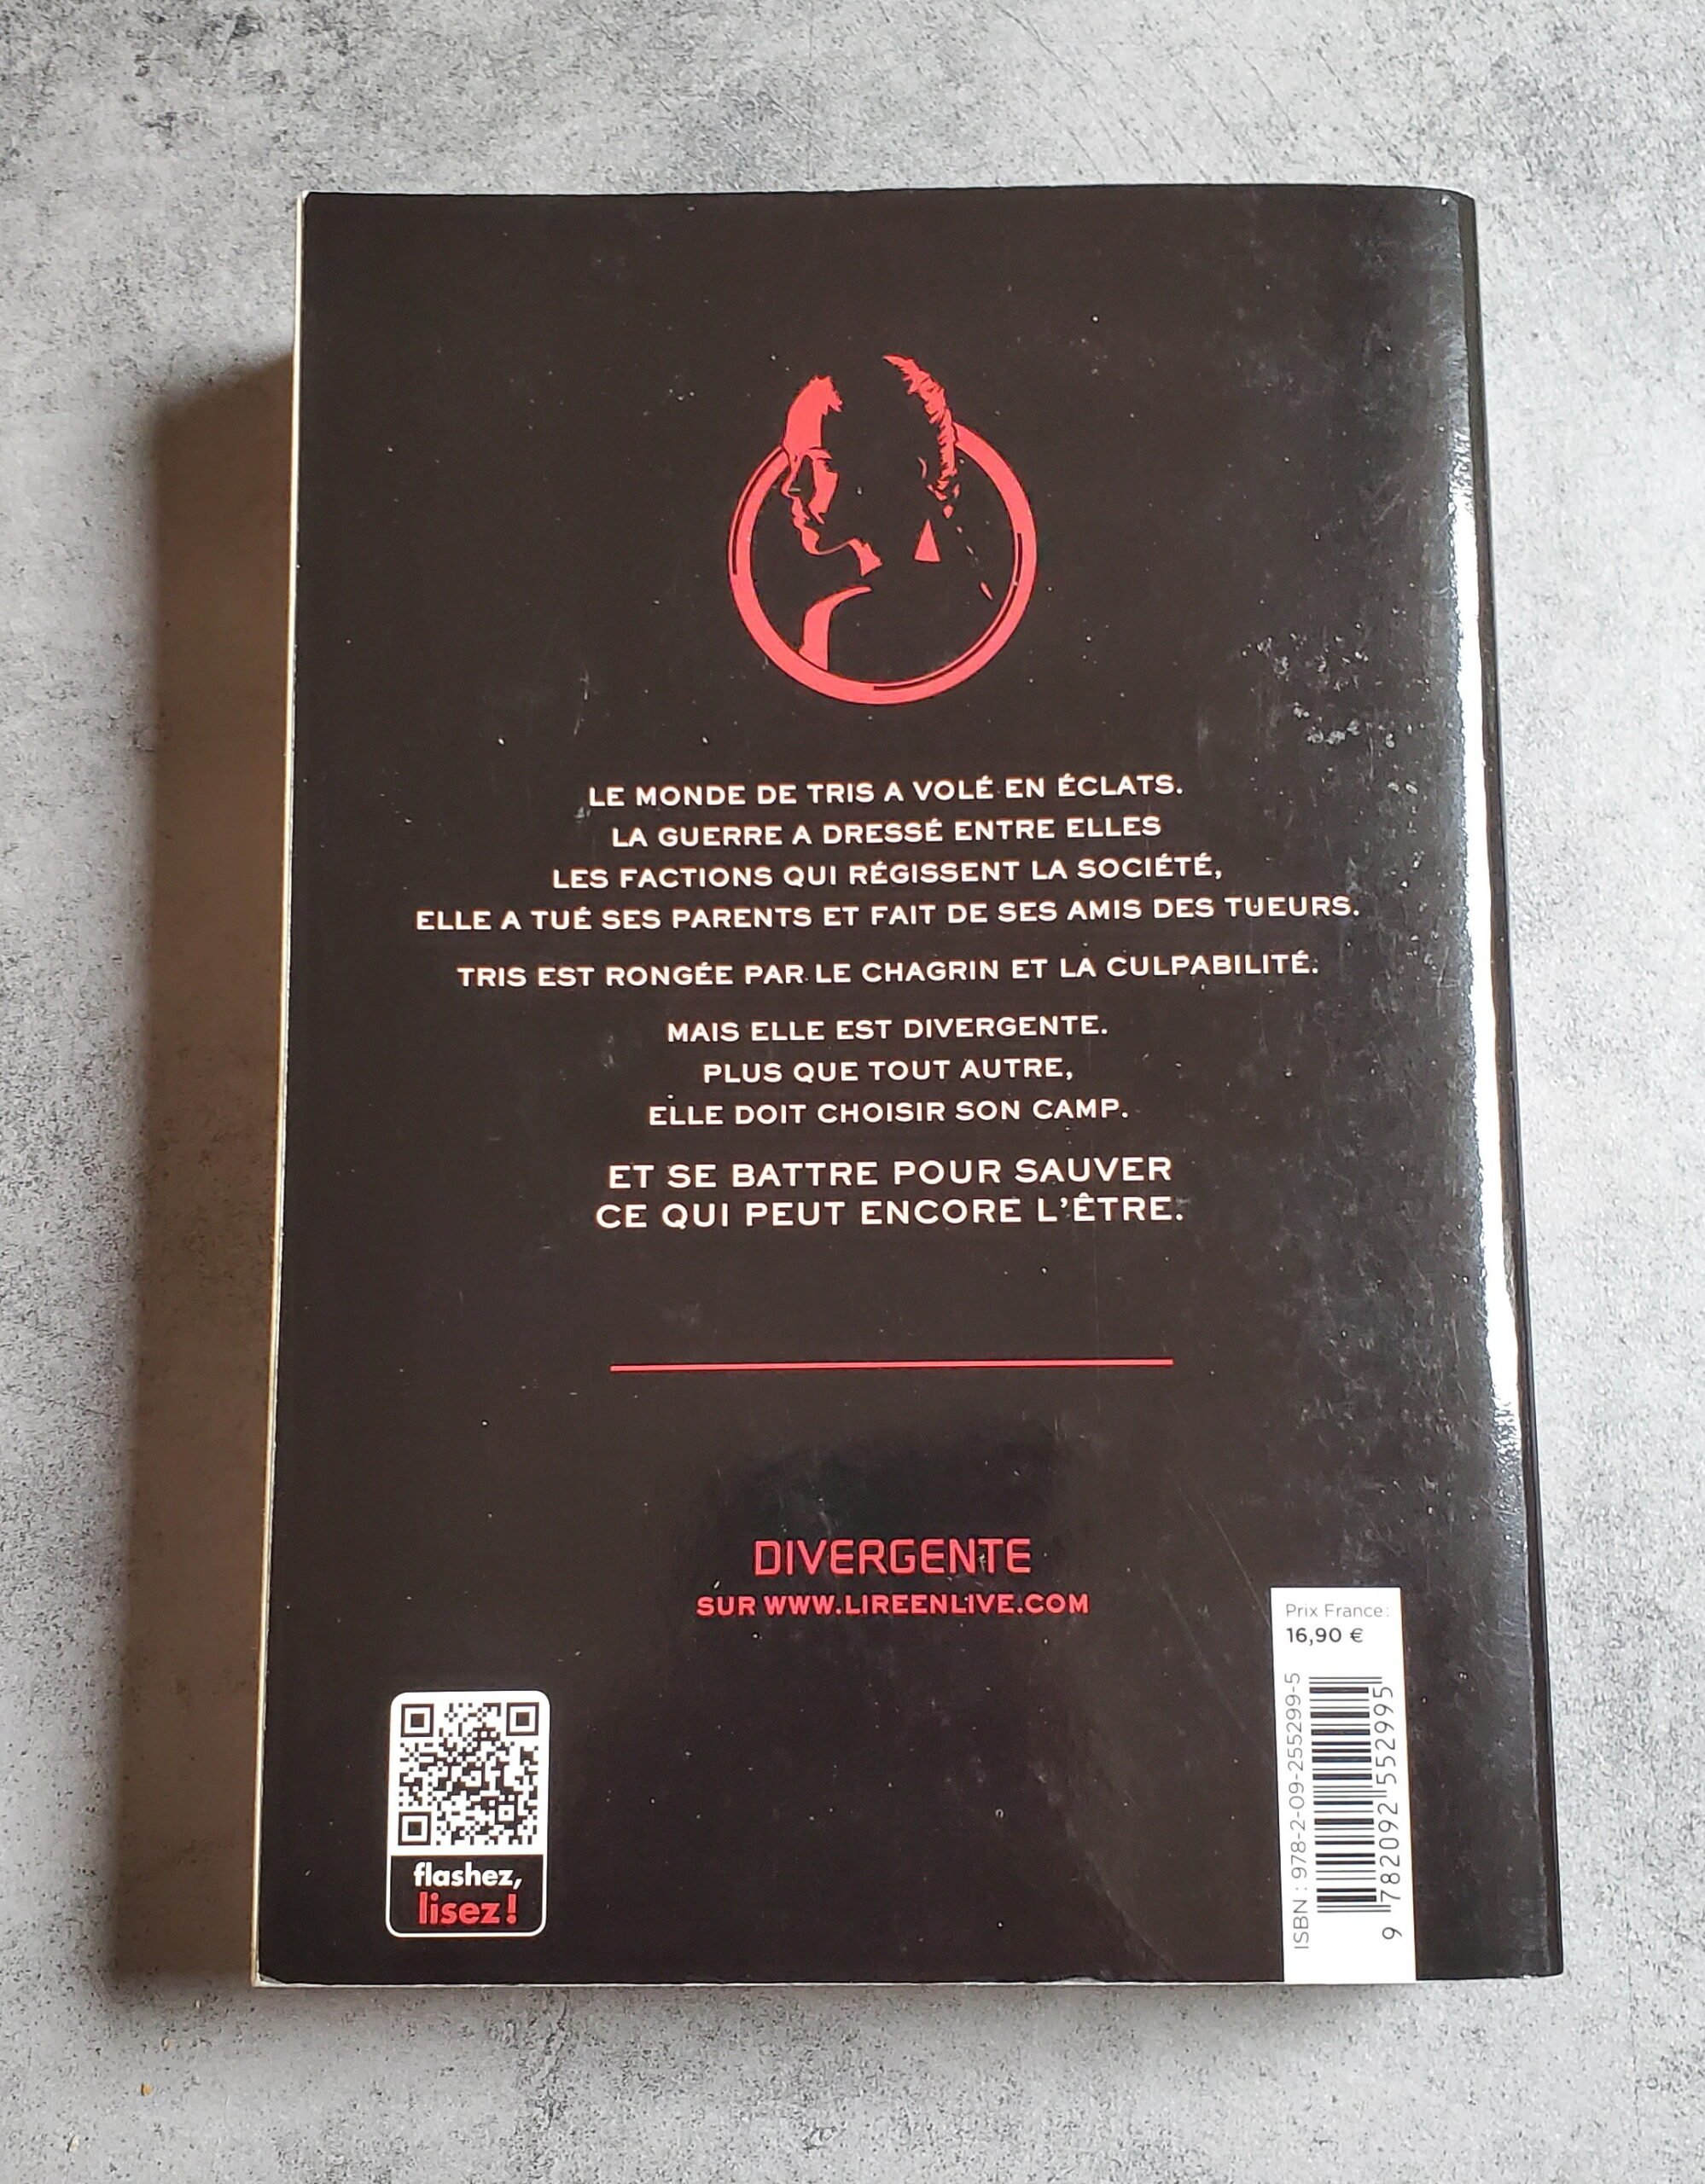 LE MONDE DE TRIS A VOLÉ EN ÉCLATS.
LA GUERRE A DRESSÉ ENTRE ELLES
LES FACTIONS QUI RÉGISSENT LA SOCIÉTÉ,
ELLE A TUÉ SES PARENTS ET FAIT DE SES AMIS DES TUEURS.
TRIS EST RONGÉE PAR LE CHAGRIN ET LA CULPABILITÉ.
MAIS ELLE EST DIVERGENTE.
PLUS QUE TOUT AUTRE,
ELLE DOIT CHOISIR SON CAMP.
ET SE BATTRE POUR SAUVER
CE QUI PEUT ENCORE L'ÊTRE.
DIVERGENTE
SUR WWW.LIREENLIVE.COM
flashez,
lisez !
Prix France :
16,90 €
ISBN : 978-2-09-255299-5
9 782092 552995